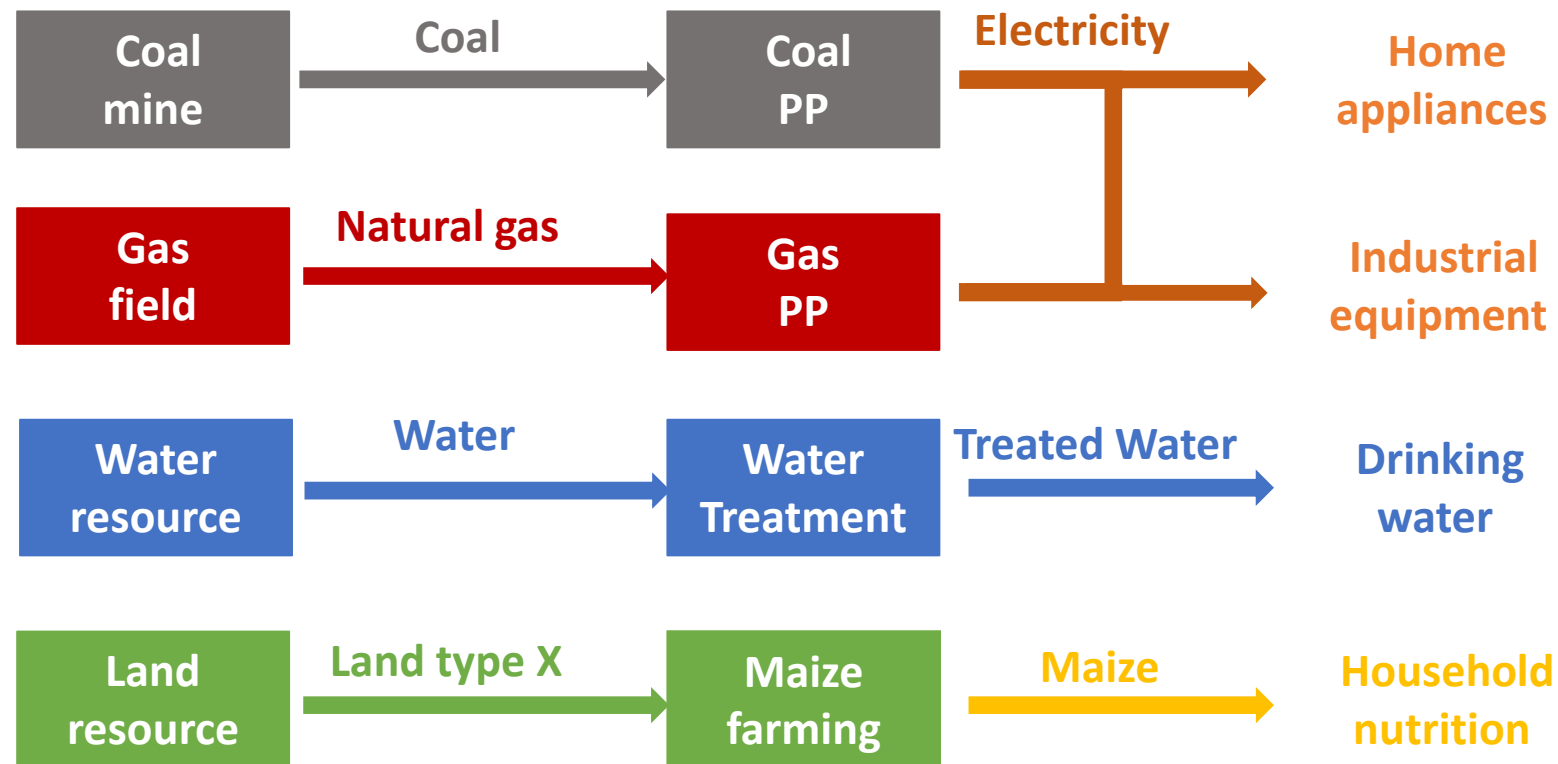 Coal
mine
Coal
Coal
PP
Electricity
Home
appliances
Gas
field
Natural gas
Gas
PP
Industrial
equipment
Water
resource
Water
Water
Treatment
Treated Water
Drinking
water
Land
resource
Land type X
Maize
farming
Maize
Household
nutrition